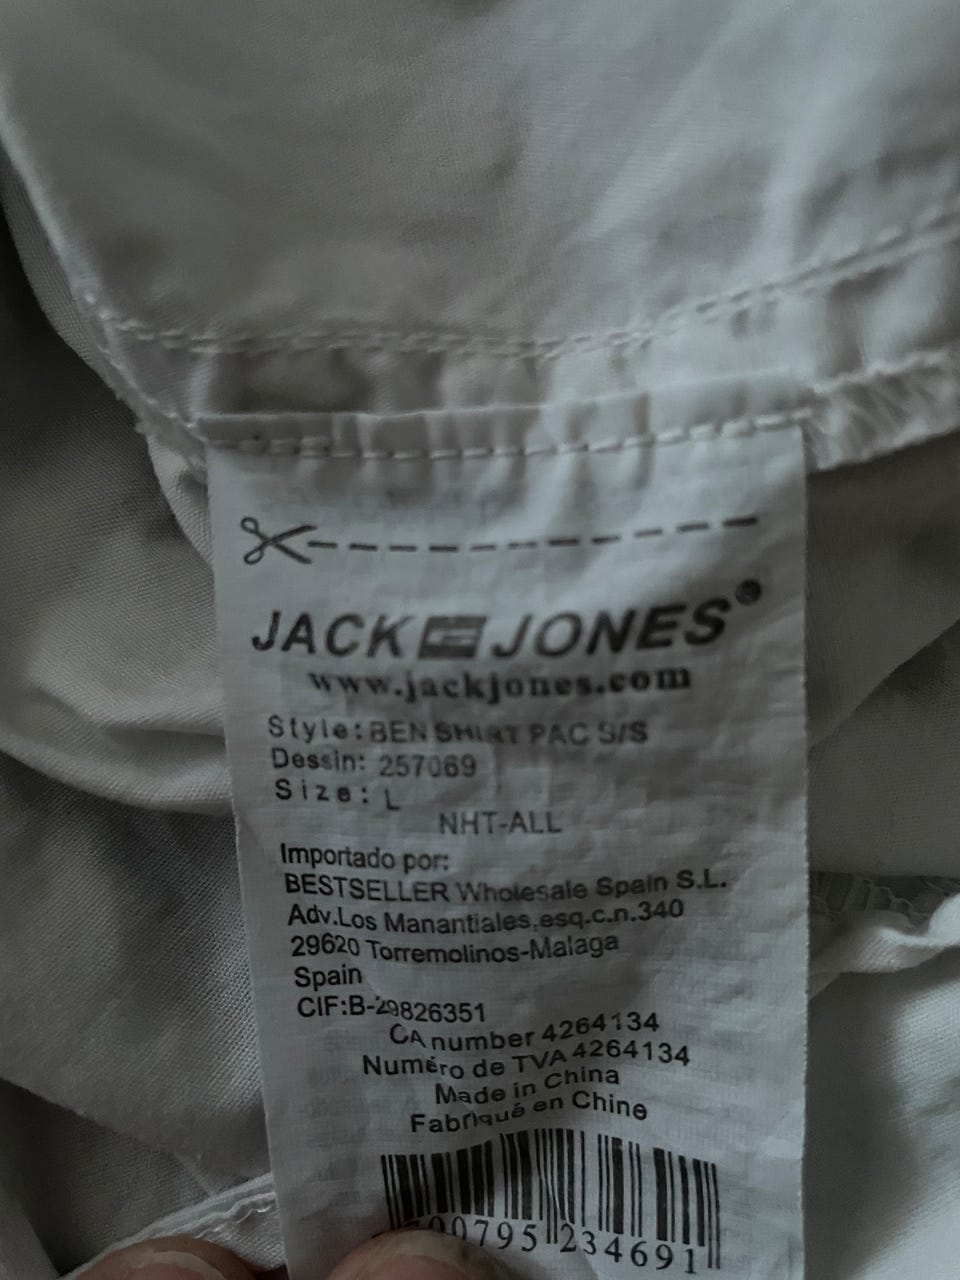 JACK JONES®
www.jackjones.com
Style: BEN SHIRT PAC S/S
Dessin: 257069
Size: L
NHT-ALL
Importado por:
BESTSELLER Wholesale Spain S.L.
Adv.Los Manantiales,esq.c.n.340
29620 Torremolinos-Malaga
Spain
CIF:B-29826351
CA number 4264134
Numéro de TVA 4264134
Made in China
Fabriqué en Chine
00795 234691